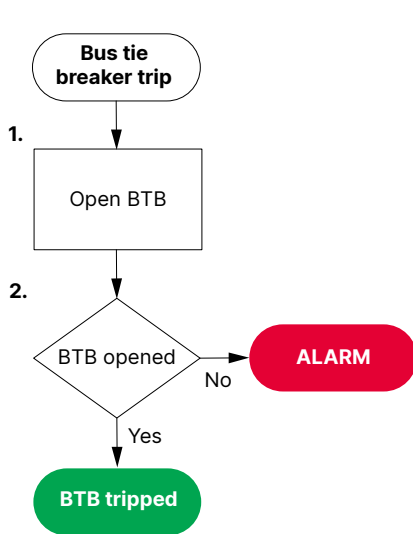 Bus tie
breaker trip
1.
Open BTB
2.
BTB opened
No
ALARM
Yes
BTB tripped